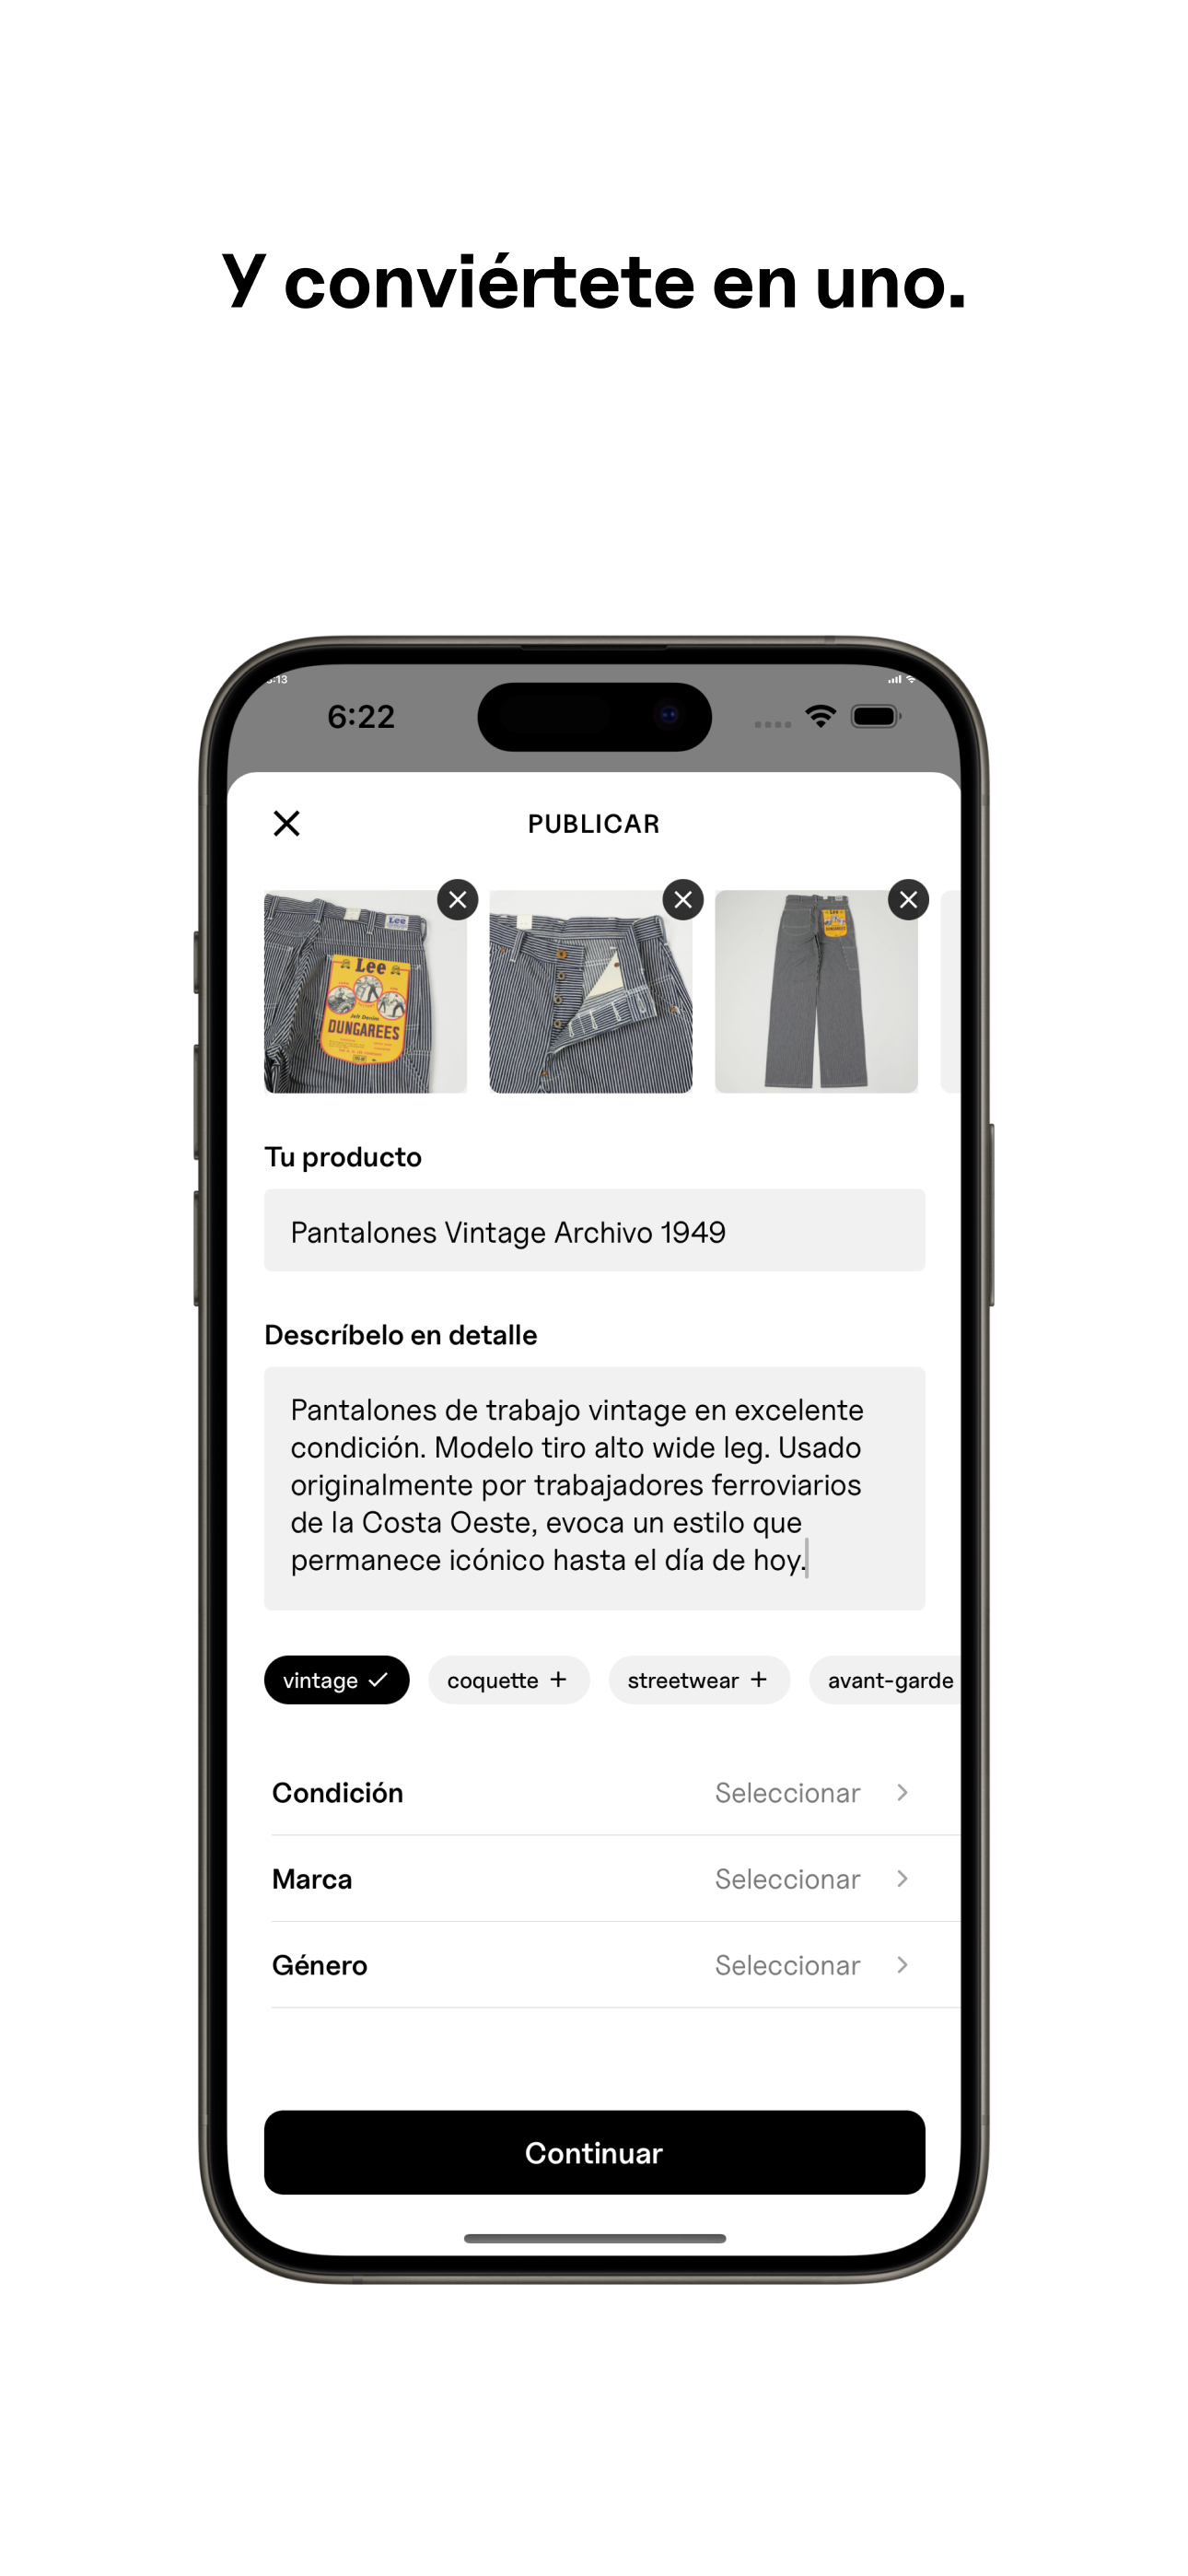 Y conviértete en uno.
6:22
PUBLICAR
Lee
Lee
DUNGAREES
Lee
DUNGAREES
Tu producto
Pantalones Vintage Archivo 1949
Descríbelo en detalle
Pantalones de trabajo vintage en excelente
condición. Modelo tiro alto wide leg. Usado
originalmente por trabajadores ferroviarios
de la Costa Oeste, evoca un estilo que
permanece icónico hasta el día de hoy.
vintage
coquette
streetwear
avant-garde
Condición Seleccionar
Marca Seleccionar
Género Seleccionar
Continuar